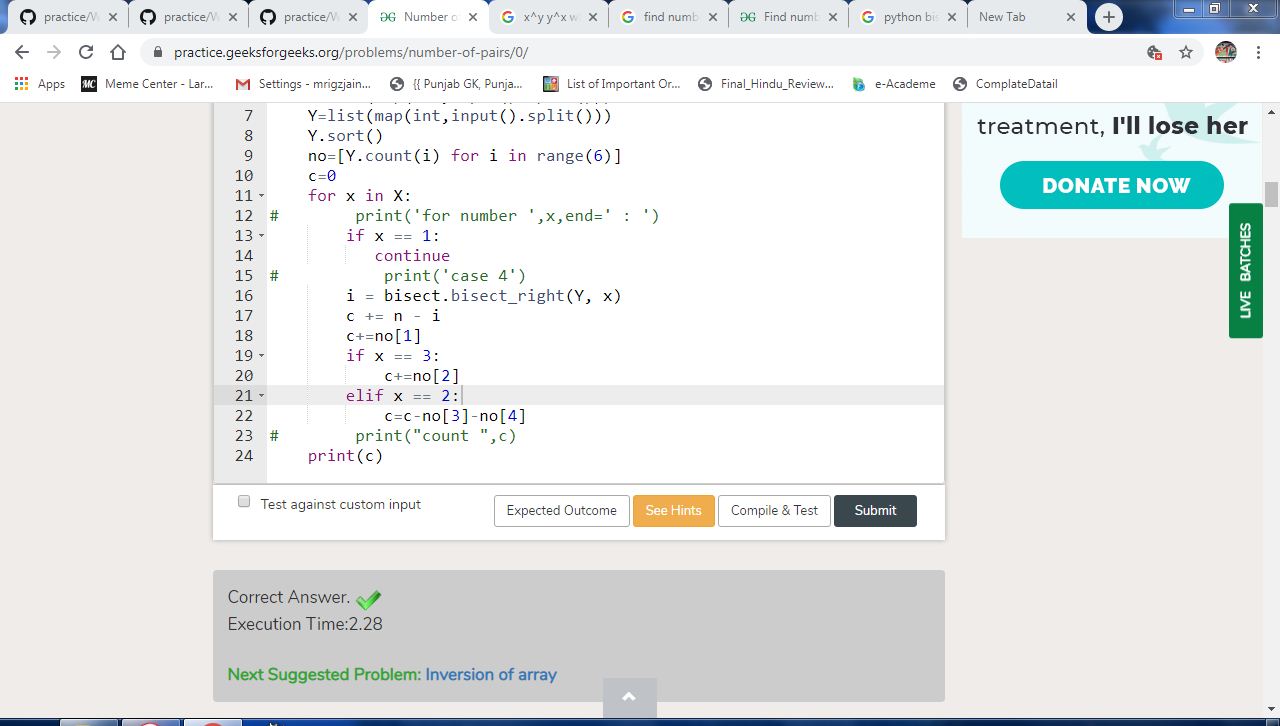 practice/W
practice/W
practice/W
Number o
x^y y^x w
find numb
Find numb
python bis
New Tab
practice.geeksforgeeks.org/problems/number-of-pairs/0/
Apps
MC Meme Center - Lar...
Settings - mrigzjain...
{{ Punjab GK, Punja...
List of Important Or...
Final_Hindu_Review...
e-Academe
ComplateDatail
7 Y=list(map(int,input().split()))
8 Y.sort()
9 no=[Y.count(i) for i in range(6)]
10 c=0
11 for x in X:
12 # print('for number ',x,end=' : ')
13 if x == 1:
14 continue
15 # print('case 4')
16 i = bisect.bisect_right(Y, x)
17 c += n - i
18 c+=no[1]
19 if x == 3:
20 c+=no[2]
21 elif x == 2:
22 c=c-no[3]-no[4]
23 # print("count ",c)
24 print(c)
Test against custom input
Expected Outcome
See Hints
Compile & Test
Submit
Correct Answer.
Execution Time:2.28
Next Suggested Problem: Inversion of array
treatment, I'll lose her
DONATE NOW
LIVE BATCHES